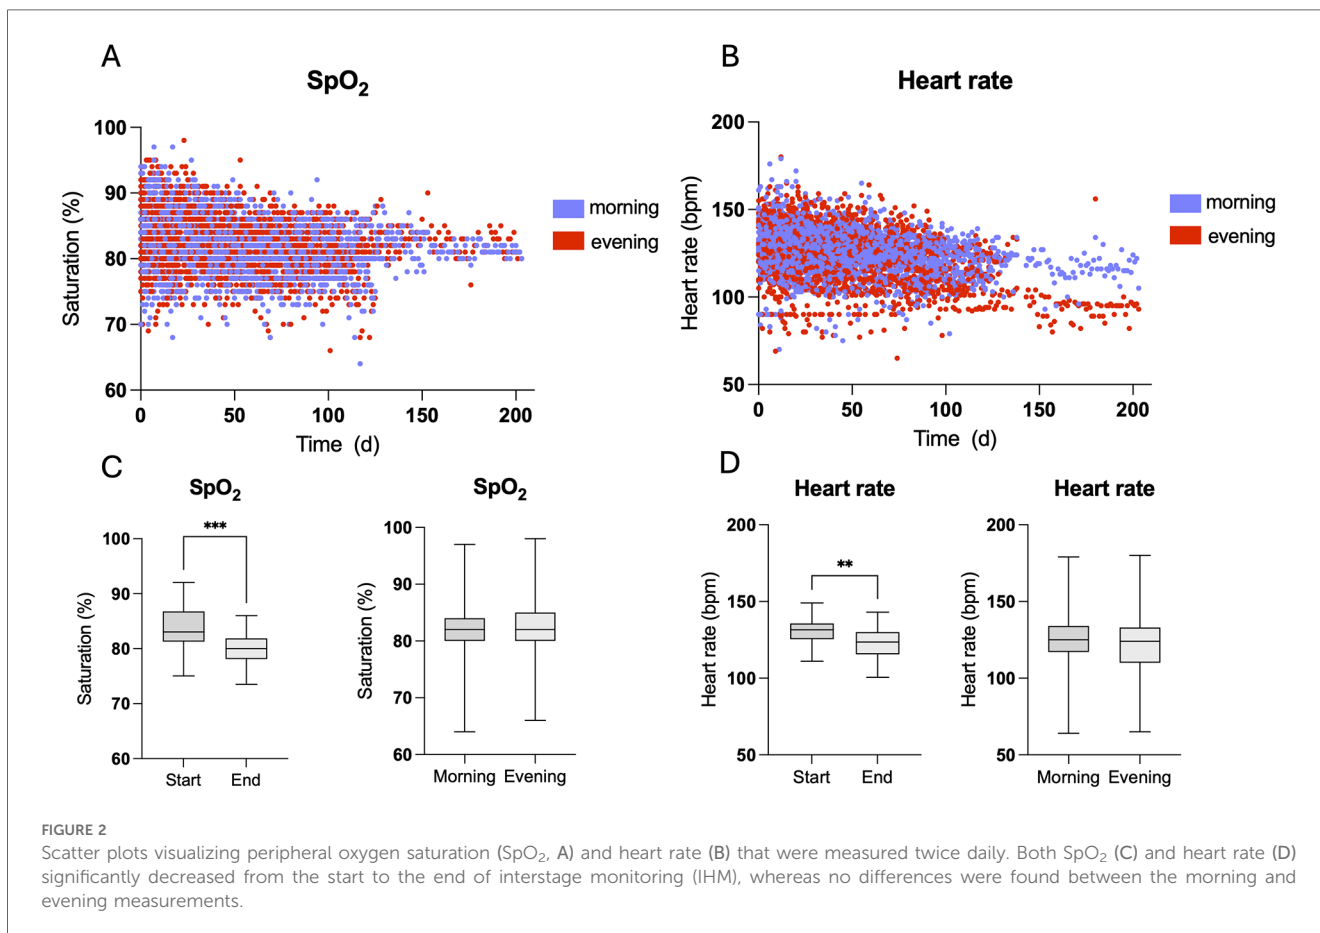 A
SpO2
Saturation (%)
100
90
80
70
60
0 50 100 150 200
Time (d)
morning
evening
B
Heart rate
Heart rate (bpm)
200
150
100
50
0 50 100 150 200
Time (d)
morning
evening
C
SpO2
***
Saturation (%)
100
90
80
70
60
Start End
SpO2
Saturation (%)
100
90
80
70
60
Morning Evening
D
Heart rate
**
Heart rate (bpm)
200
150
100
50
Start End
Heart rate
Heart rate (bpm)
200
150
100
50
Morning Evening
FIGURE 2
Scatter plots visualizing peripheral oxygen saturation (SpO2, A) and heart rate (B) that were measured twice daily. Both SpO2 (C) and heart rate (D)
significantly decreased from the start to the end of interstage monitoring (IHM), whereas no differences were found between the morning and
evening measurements.